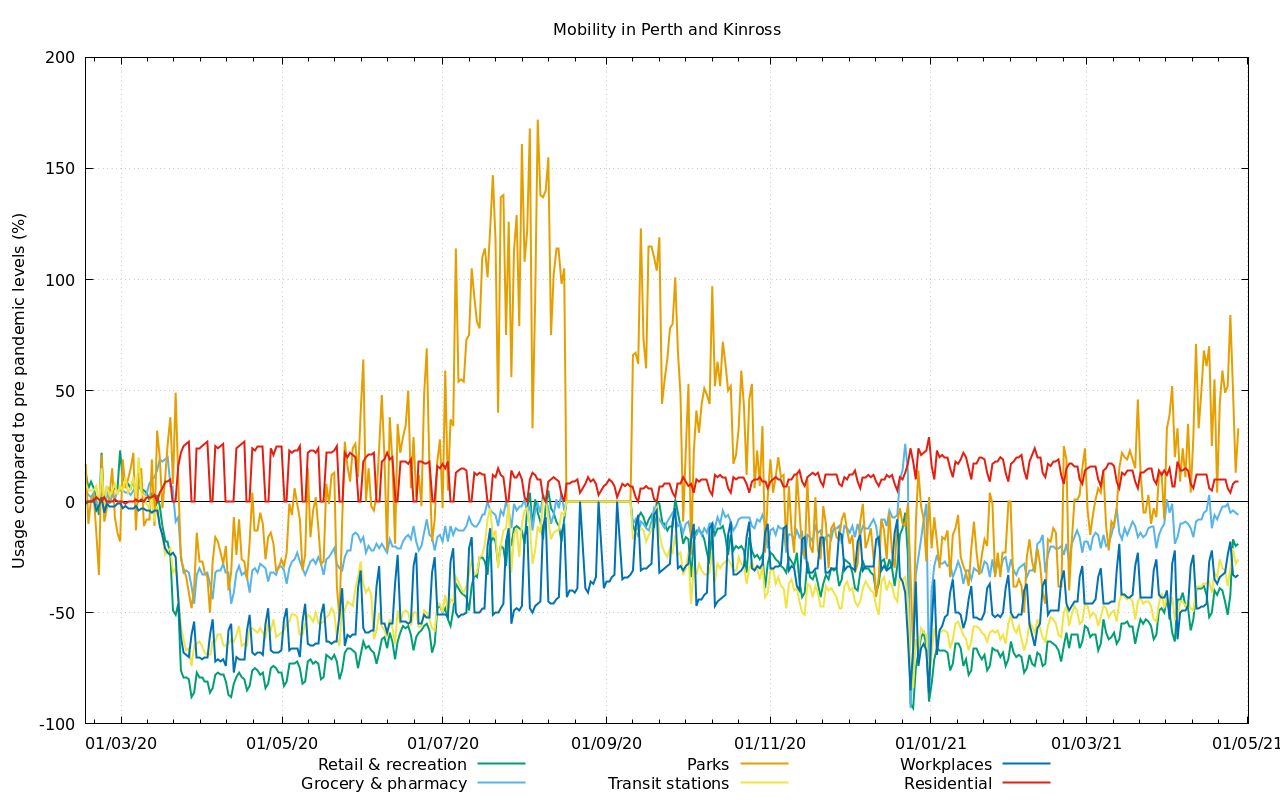 Mobility in Perth and Kinross
Usage compared to pre pandemic levels (%)
200
150
100
50
0
-50
-100
01/03/20 01/05/20 01/07/20 01/09/20 01/11/20 01/01/21 01/03/21 01/05/21
Retail & recreation Parks Workplaces
Grocery & pharmacy Transit stations Residential